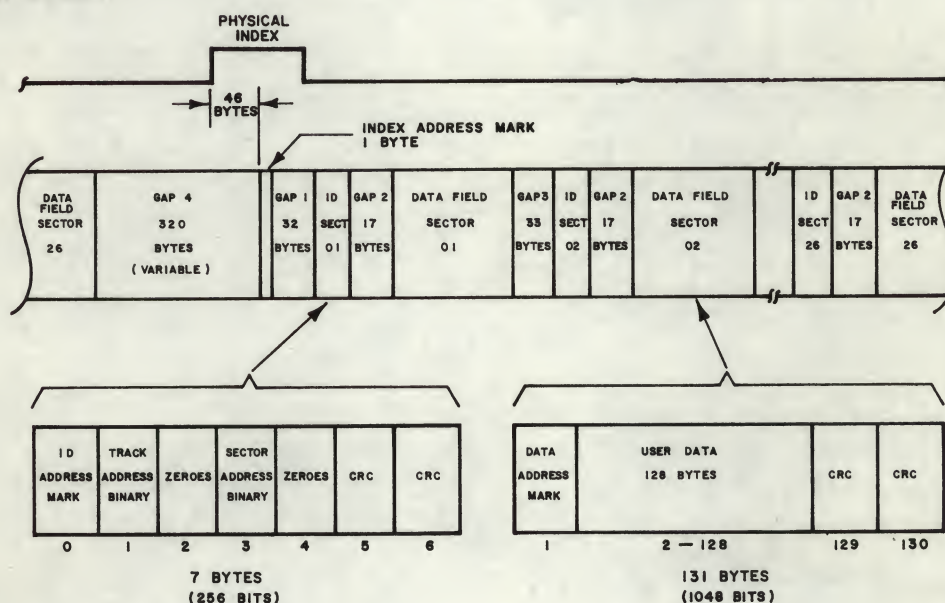 PHYSICAL
INDEX
46
BYTES
INDEX ADDRESS MARK
1 BYTE
DATA
FIELD
SECTOR
26
GAP 4
320
BYTES
( VARIABLE )
GAP 1
32
BYTES
ID
SECT
01
GAP 2
17
BYTES
DATA FIELD
SECTOR
01
GAP3
33
BYTES
ID
SECT
02
GAP 2
17
BYTES
DATA FIELD
SECTOR
02
ID
SECT
26
GAP 2
17
BYTES
DATA
FIELD
SECTOR
26
ID
ADDRESS
MARK
TRACK
ADDRESS
BINARY
ZEROES
SECTOR
ADDRESS
BINARY
ZEROES
CRC
CRC
0 1 2 3 4 5 6
7 BYTES
(256 BITS)
DATA
ADDRESS
MARK
USER DATA
128 BYTES
CRC
CRC
1 2 — 128 129 130
131 BYTES
(1048 BITS)